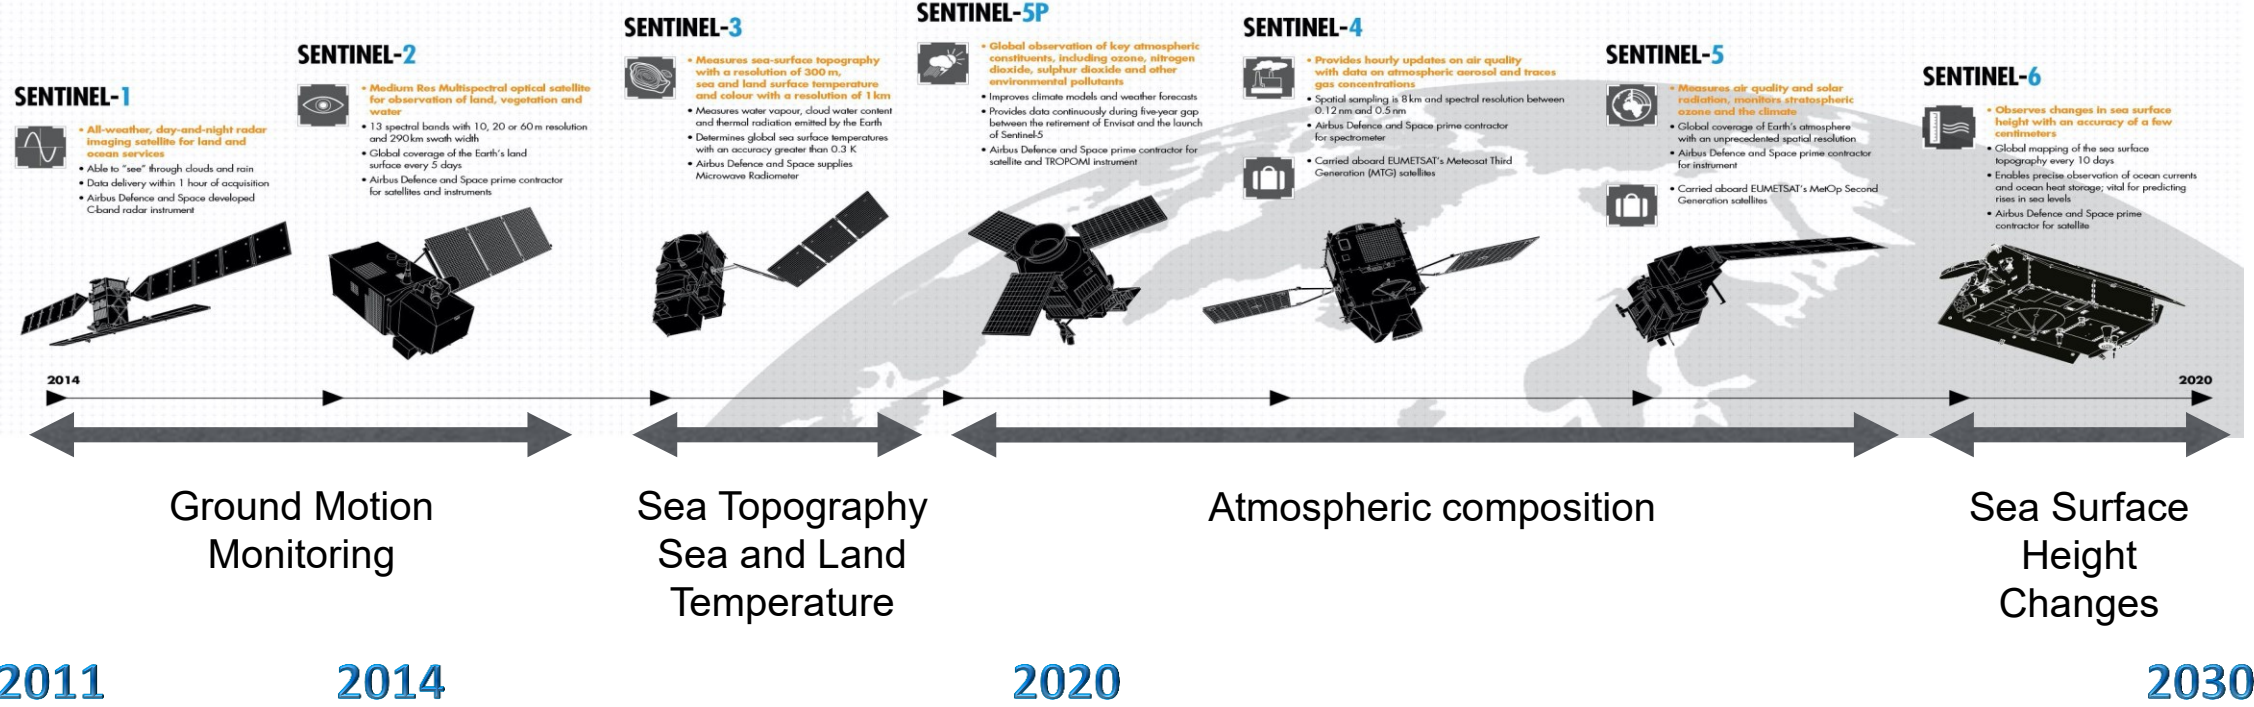 SENTINEL-1
• All-weather, day-and-night radar
imaging satellite for land and
ocean services
• Able to "see" through clouds and rain
• Data delivery within 1 hour of acquisition
• Airbus Defence and Space developed
C-band radar instrument
SENTINEL-2
• Medium Res Multispectral optical satellite
for observation of land, vegetation and
water
• 13 spectral bands with 10, 20 or 60 m resolution
and 290 km swath width
• Global coverage of the Earth's land
surface every 5 days
• Airbus Defence and Space prime contractor
for satellites and instruments
SENTINEL-3
• Measures sea-surface topography
with a resolution of 300 m,
sea and land surface temperature
and colour with a resolution of 1 km
• Measures water vapour, cloud water content
and thermal radiation emitted by the Earth
• Determines global sea surface temperatures
with an accuracy greater than 0.3 K
• Airbus Defence and Space supplies
Microwave Radiometer
SENTINEL-5P
• Global observation of key atmospheric
constituents, including ozone, nitrogen
dioxide, sulphur dioxide and other
environmental pollutants
• Improves climate models and weather forecasts
• Provides data continuously during five-year gap
between the retirement of Envisat and the launch
of Sentinel-5
• Airbus Defence and Space prime contractor for
satellite and TROPOMI instrument
SENTINEL-4
• Provides hourly updates on air quality
with data on atmospheric aerosol and traces
gas concentrations
• Spatial sampling is 8 km and spectral resolution between
0.12 nm and 0.5 nm
• Airbus Defence and Space prime contractor
for spectrometer
• Carried aboard EUMETSAT's Meteosat Third
Generation (MTG) satellites
SENTINEL-5
• Measures air quality and solar
radiation, monitors stratospheric
ozone and the climate
• Global coverage of Earth's atmosphere
with an unprecedented spatial resolution
• Airbus Defence and Space prime contractor
for instrument
• Carried aboard EUMETSAT's MetOp Second
Generation satellites
SENTINEL-6
• Observes changes in sea surface
height with an accuracy of a few
centimeters
• Global mapping of the sea surface
topography every 10 days
• Enables precise observation of ocean currents
and ocean heat storage; vital for predicting
rises in sea levels
• Airbus Defence and Space prime
contractor for satellite
2014
2020
Ground Motion
Monitoring
Sea Topography
Sea and Land
Temperature
Atmospheric composition
Sea Surface
Height
Changes
2011
2014
2020
2030